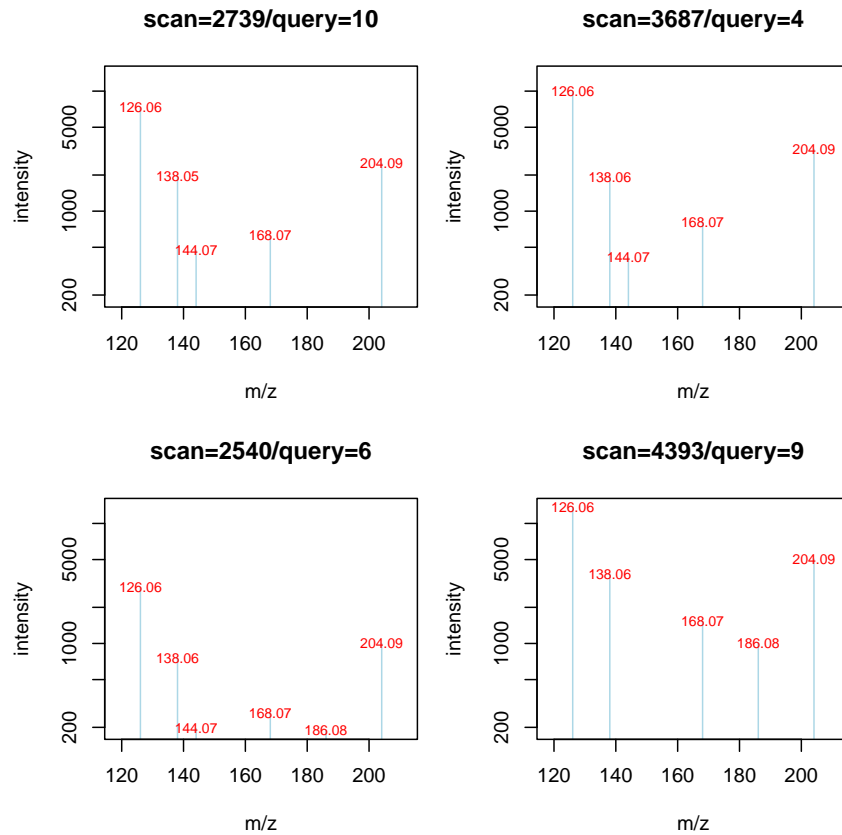 scan=2739/query=10
intensity
200 1000 5000
126.06
138.05
144.07
168.07
204.09
120 140 160 180 200
m/z
scan=3687/query=4
intensity
200 1000 5000
126.06
138.06
144.07
168.07
204.09
120 140 160 180 200
m/z
scan=2540/query=6
intensity
200 1000 5000
126.06
138.06
144.07
168.07
186.08
204.09
120 140 160 180 200
m/z
scan=4393/query=9
intensity
200 1000 5000
126.06
138.06
168.07
186.08
204.09
120 140 160 180 200
m/z